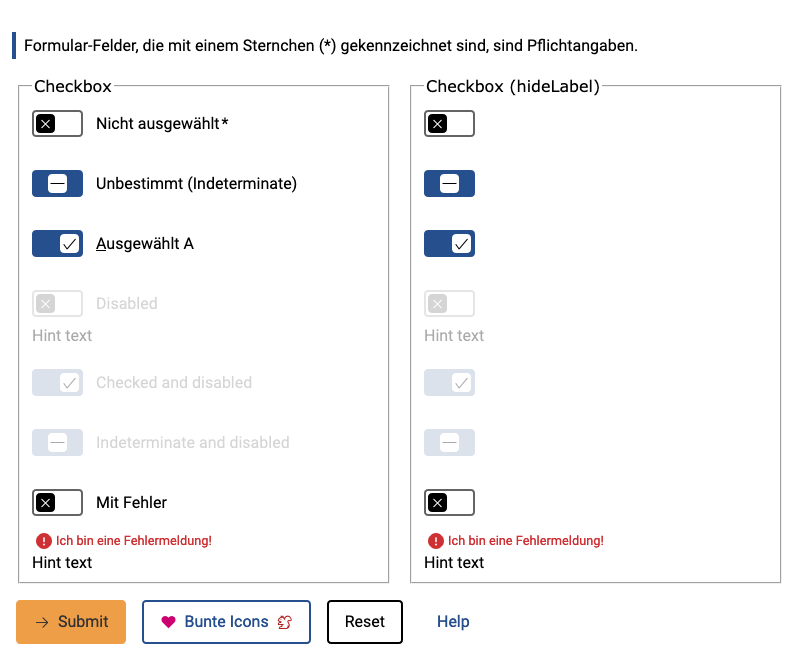 Formular-Felder, die mit einem Sternchen (*) gekennzeichnet sind, sind Pflichtangaben.
Checkbox
Nicht ausgewählt*
Unbestimmt (Indeterminate)
Ausgewählt A
Disabled
Hint text
Checked and disabled
Indeterminate and disabled
Mit Fehler
Ich bin eine Fehlermeldung!
Hint text
Checkbox (hideLabel)
Hint text
Ich bin eine Fehlermeldung!
Hint text
Submit
Bunte Icons
Reset
Help